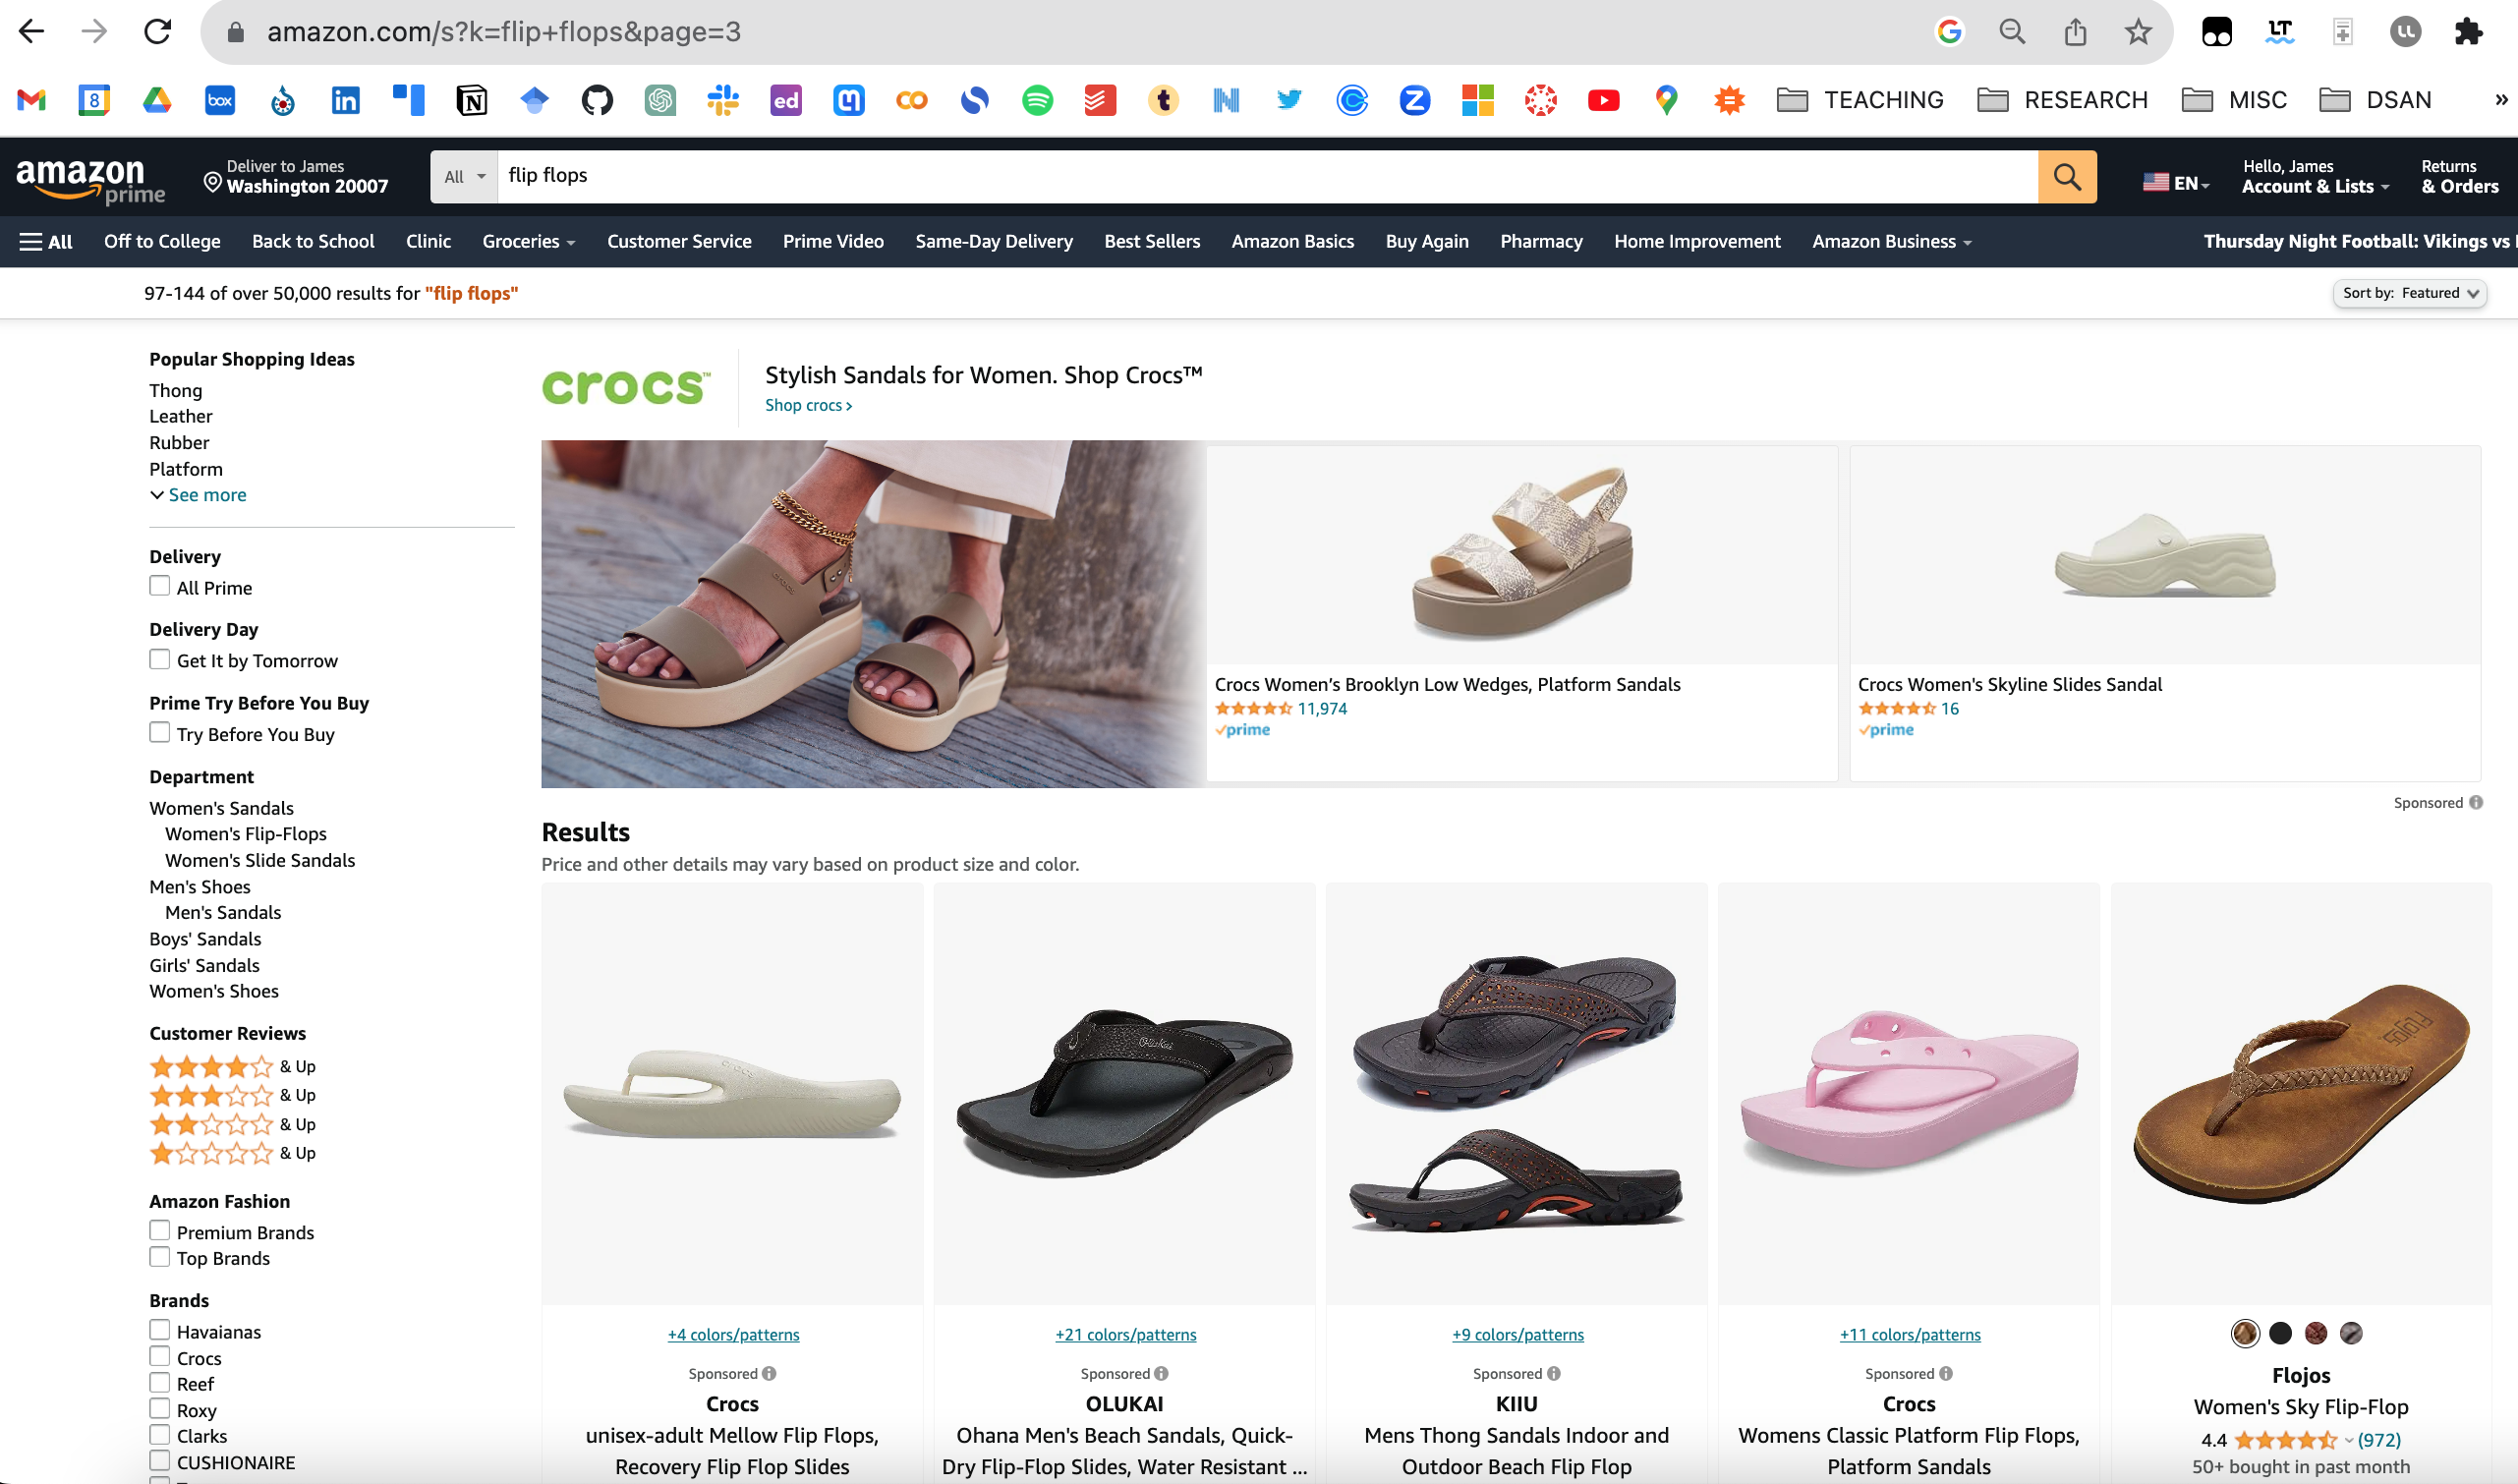 amazon.com/s?k=flip+flops&page=3
8
box
in
N
ed
t
N
C
Z
LT
TEACHING
RESEARCH
MISC
DSAN
»
amazon
prime
Deliver to James
Washington 20007
All
flip flops
EN
Hello, James
Account & Lists
Returns
& Orders
All
Off to College
Back to School
Clinic
Groceries
Customer Service
Prime Video
Same-Day Delivery
Best Sellers
Amazon Basics
Buy Again
Pharmacy
Home Improvement
Amazon Business
Thursday Night Football: Vikings vs
97-144 of over 50,000 results for "flip flops"
Sort by: Featured
Popular Shopping Ideas
Thong
Leather
Rubber
Platform
See more
Delivery
All Prime
Delivery Day
Get It by Tomorrow
Prime Try Before You Buy
Try Before You Buy
Department
Women's Sandals
Women's Flip-Flops
Women's Slide Sandals
Men's Shoes
Men's Sandals
Boys' Sandals
Girls' Sandals
Women's Shoes
Customer Reviews
& Up
& Up
& Up
& Up
Amazon Fashion
Premium Brands
Top Brands
Brands
Havaianas
Crocs
Reef
Roxy
Clarks
CUSHIONAIRE
crocs™
Stylish Sandals for Women. Shop Crocs™
Shop crocs ›
Crocs Women's Brooklyn Low Wedges, Platform Sandals
11,974
prime
Crocs Women's Skyline Slides Sandal
16
prime
Sponsored
Results
Price and other details may vary based on product size and color.
+4 colors/patterns
Sponsored
Crocs
unisex-adult Mellow Flip Flops,
Recovery Flip Flop Slides
OluKai
+21 colors/patterns
Sponsored
OLUKAI
Ohana Men's Beach Sandals, Quick-
Dry Flip-Flop Slides, Water Resistant ...
+9 colors/patterns
Sponsored
KIIU
Mens Thong Sandals Indoor and
Outdoor Beach Flip Flop
+11 colors/patterns
Sponsored
Crocs
Womens Classic Platform Flip Flops,
Platform Sandals
Flojos
Flojos
Women's Sky Flip-Flop
4.4
(972)
50+ bought in past month